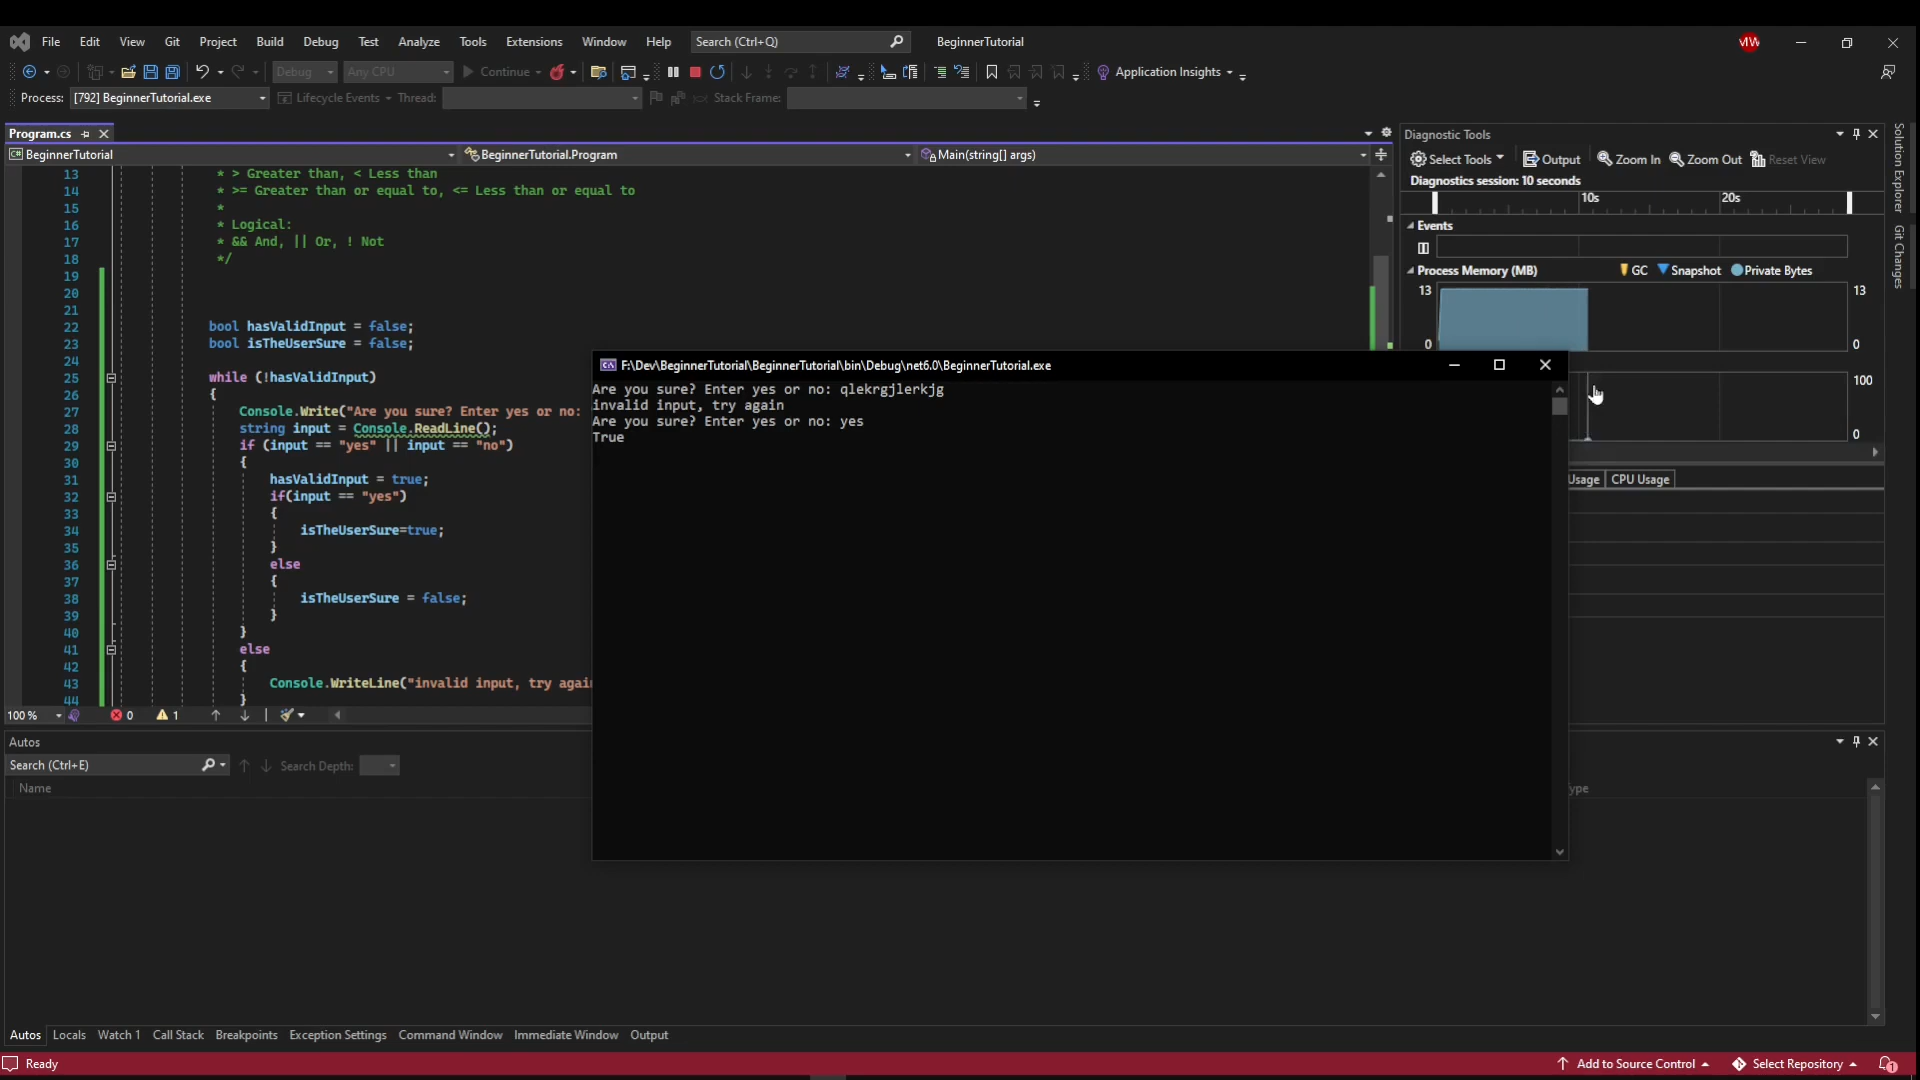 File Edit View Git Project Build Debug Test Analyze Tools Extensions Window Help Search (Ctrl+Q) BeginnerTutorial MW
Debug Any CPU Continue Application Insights
Process: [792] BeginnerTutorial.exe Lifecycle Events Thread: Stack Frame:
Program.cs
C# BeginnerTutorial BeginnerTutorial.Program Main(string[] args)
13 * > Greater than, < Less than
14 * >= Greater than or equal to, <= Less than or equal to
15 *
16 * Logical:
17 * && And, || Or, ! Not
18 */
19
20
21
22 bool hasValidInput = false;
23 bool isTheUserSure = false;
24
25 while (!hasValidInput)
26 {
27 Console.Write("Are you sure? Enter yes or no:
28 string input = Console.ReadLine();
29 if (input == "yes" || input == "no")
30 {
31 hasValidInput = true;
32 if(input == "yes")
33 {
34 isTheUserSure=true;
35 }
36 else
37 {
38 isTheUserSure = false;
39 }
40 }
41 else
42 {
43 Console.WriteLine("invalid input, try agai
44 }
100 % 0 1
F:\Dev\BeginnerTutorial\BeginnerTutorial\bin\Debug\net6.0\BeginnerTutorial.exe
Are you sure? Enter yes or no: qlekrgjlerkjg
invalid input, try again
Are you sure? Enter yes or no: yes
True
Diagnostic Tools
Select Tools Output Zoom In Zoom Out Reset View
Diagnostics session: 10 seconds
10s 20s
Events
Process Memory (MB) GC Snapshot Private Bytes
13 13
0 0
100
0
Usage CPU Usage
Solution Explorer
Git Changes
Autos
Search (Ctrl+E) Search Depth:
Name ype
Autos Locals Watch 1 Call Stack Breakpoints Exception Settings Command Window Immediate Window Output
Ready Add to Source Control Select Repository 1